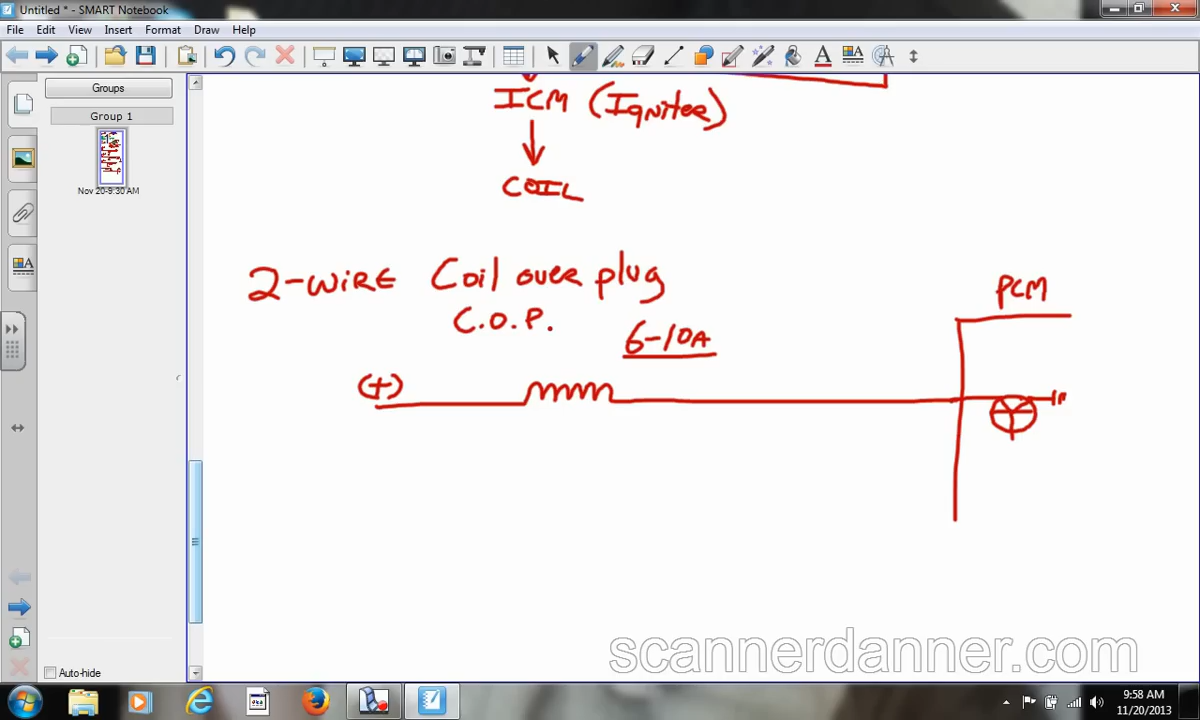 Untitled * - SMART Notebook
File Edit View Insert Format Draw Help
Groups
Group 1
Nov 20-9:30 AM
ICM (Igniter)
COIL
2-WIRE Coil over plug
C.O.P.
6-10A
PCM
(+)
scannerdanner.com
Auto-hide
9:58 AM
11/20/2013